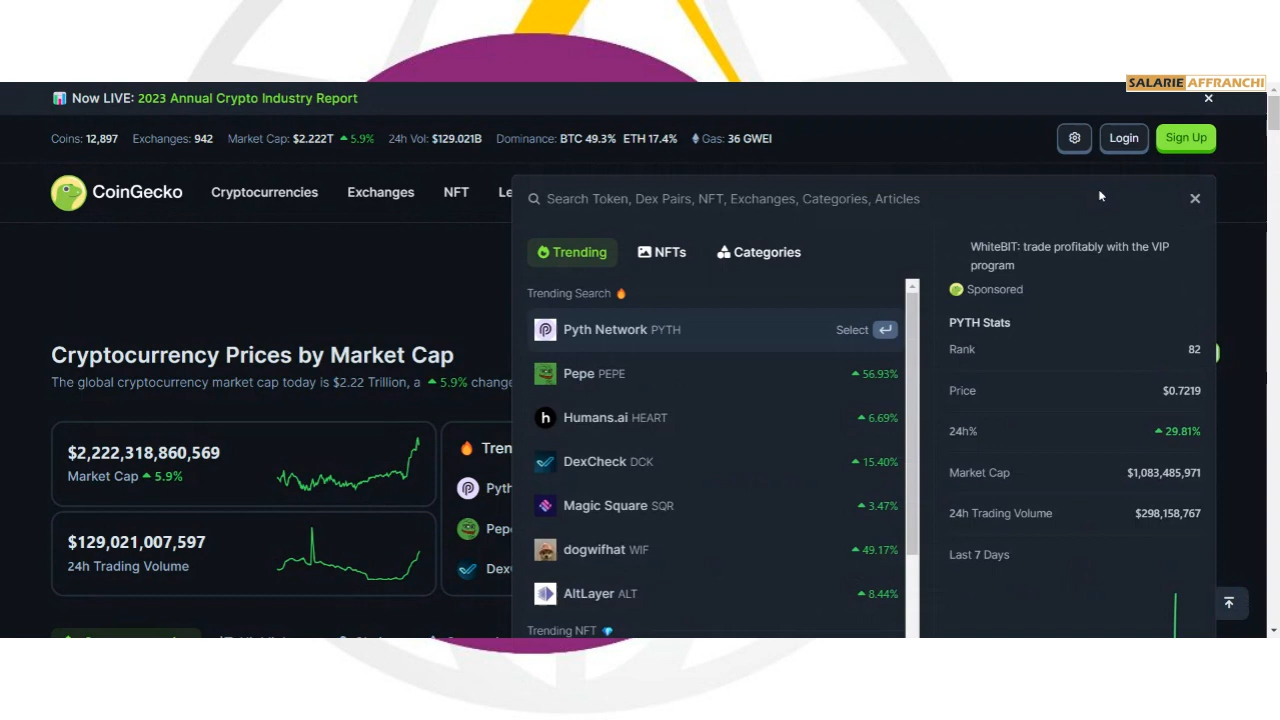 SALARIE AFFRANCHI
Now LIVE: 2023 Annual Crypto Industry Report
Coins: 12,897 Exchanges: 942 Market Cap: $2.222T 5.9% 24h Vol: $129.021B Dominance: BTC 49.3% ETH 17.4% Gas: 36 GWEI
Login
Sign Up
CoinGecko
Cryptocurrencies
Exchanges
NFT
Le
Search Token, Dex Pairs, NFT, Exchanges, Categories, Articles
Trending
NFTs
Categories
Trending Search
Pyth Network PYTH
Select
Pepe PEPE
56.93%
Humans.ai HEART
6.69%
DexCheck DCK
15.40%
Magic Square SQR
3.47%
dogwifhat WIF
49.17%
AltLayer ALT
8.44%
Trending NFT
WhiteBIT: trade profitably with the VIP
program
Sponsored
PYTH Stats
Rank
82
Price
$0.7219
24h%
29.81%
Market Cap
$1,083,485,971
24h Trading Volume
$298,158,767
Last 7 Days
Cryptocurrency Prices by Market Cap
The global cryptocurrency market cap today is $2.22 Trillion, a 5.9% change
$2,222,318,860,569
Market Cap 5.9%
$129,021,007,597
24h Trading Volume
Tren
Pyth
Pep
Dex